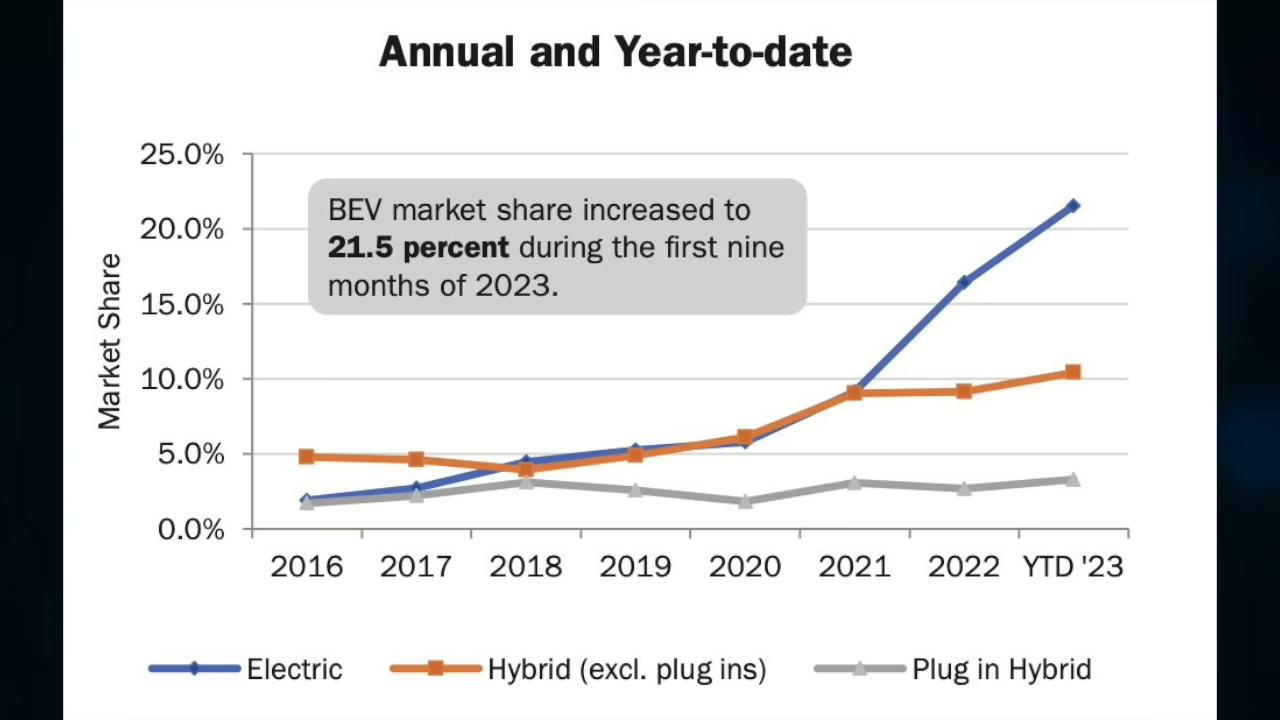 Annual and Year-to-date
25.0%
20.0%
15.0%
10.0%
5.0%
0.0%
Market Share
BEV market share increased to
21.5 percent during the first nine
months of 2023.
2016 2017 2018 2019 2020 2021 2022 YTD '23
Electric Hybrid (excl. plug ins) Plug in Hybrid